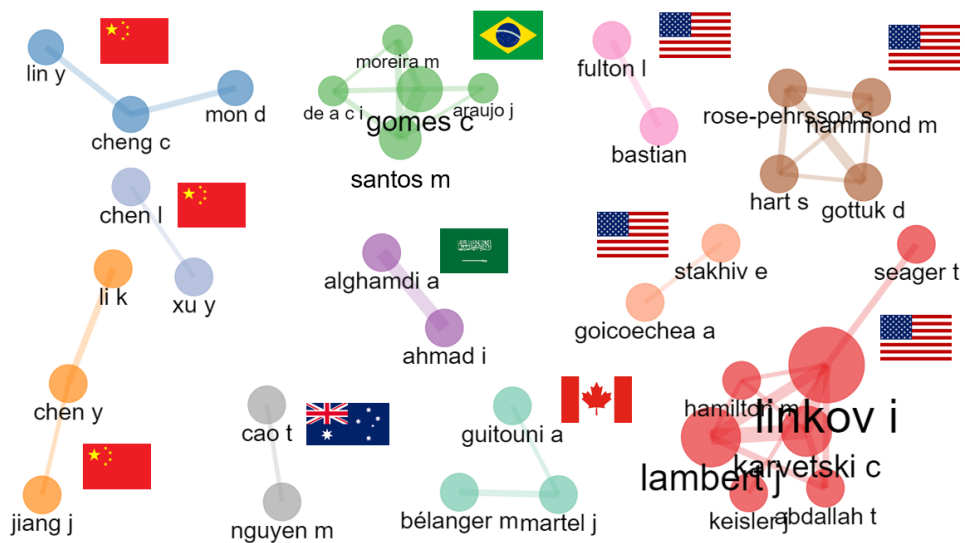 lin y
mon d
cheng c
chen l
xu y
li k
chen y
jiang j
moreira m
de a c i
araujo j
gomes c
santos m
alghamdi a
ahmad i
cao t
nguyen m
guitouni a
bélanger m
martel j
fulton l
bastian
rose-pehrsson s
hammond m
hart s
gottuk d
stakhiv e
goicoechea a
seager t
hamilton m
linkov i
karvetski c
lambert j
keisler j
abdallah t